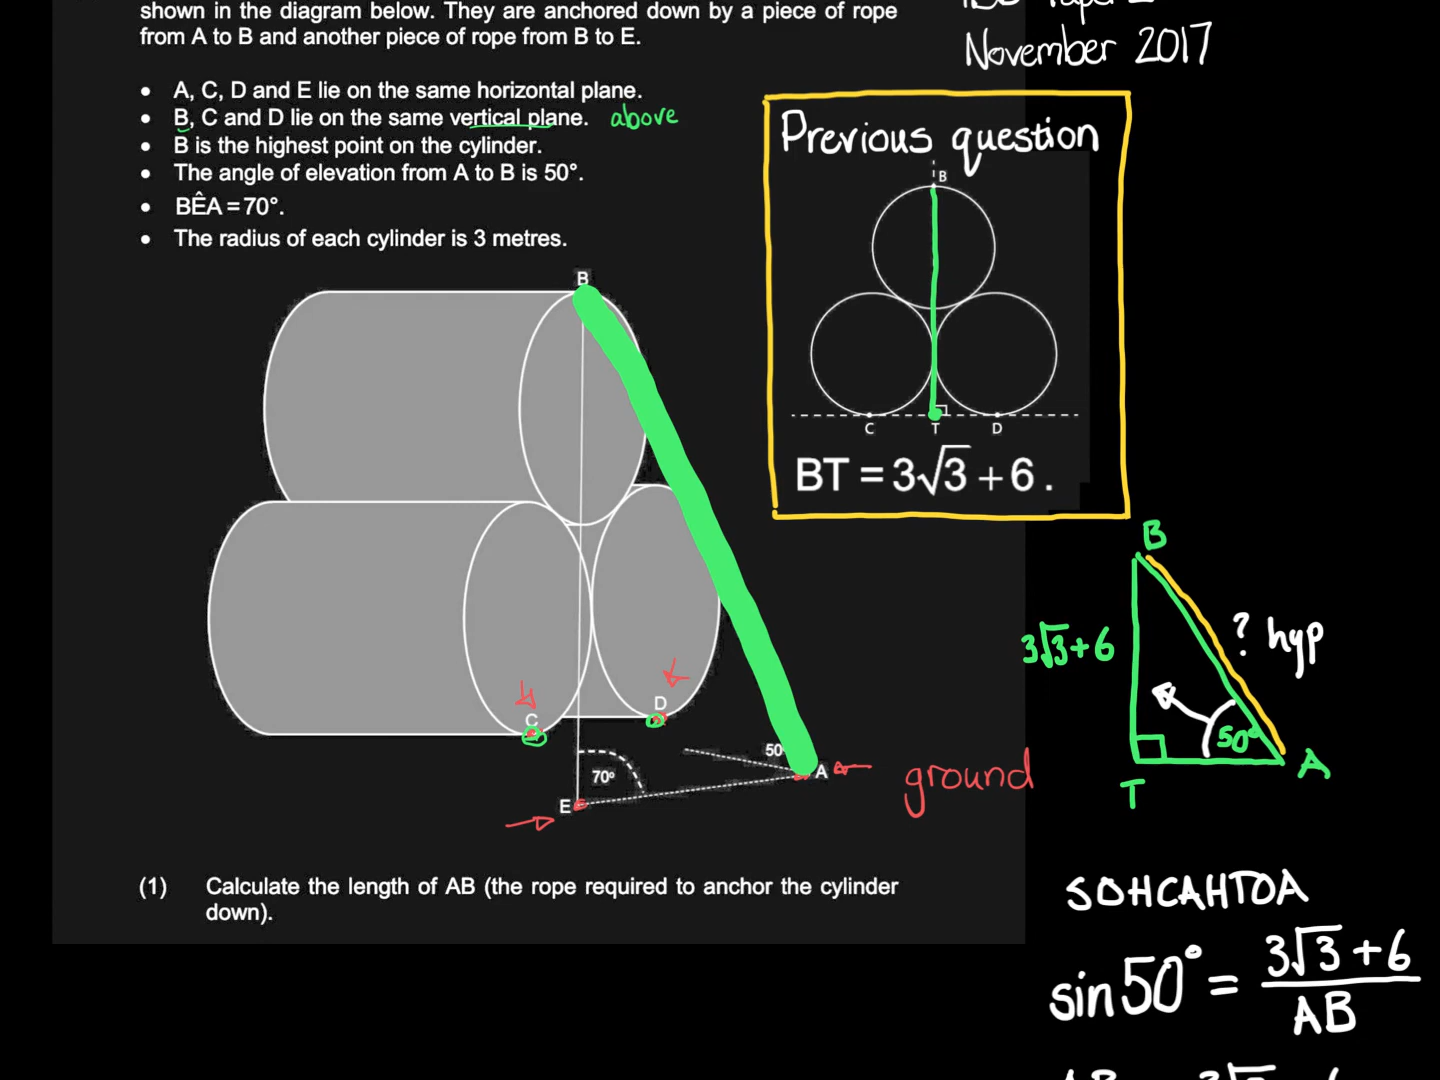 shown in the diagram below. They are anchored down by a piece of rope
from A to B and another piece of rope from B to E.
November 2017
• A, C, D and E lie on the same horizontal plane.
• B, C and D lie on the same vertical plane. above
• B is the highest point on the cylinder.
• The angle of elevation from A to B is 50°.
• BÊA = 70°.
• The radius of each cylinder is 3 metres.
Previous question
B
C T D
BT = 3√3 + 6.
B
C
D
50
A
70°
E
ground
B
3√3+6
? hyp
50°
A
T
(1) Calculate the length of AB (the rope required to anchor the cylinder
down).
SOHCAHTOA
sin 50° = 3√3+6
AB